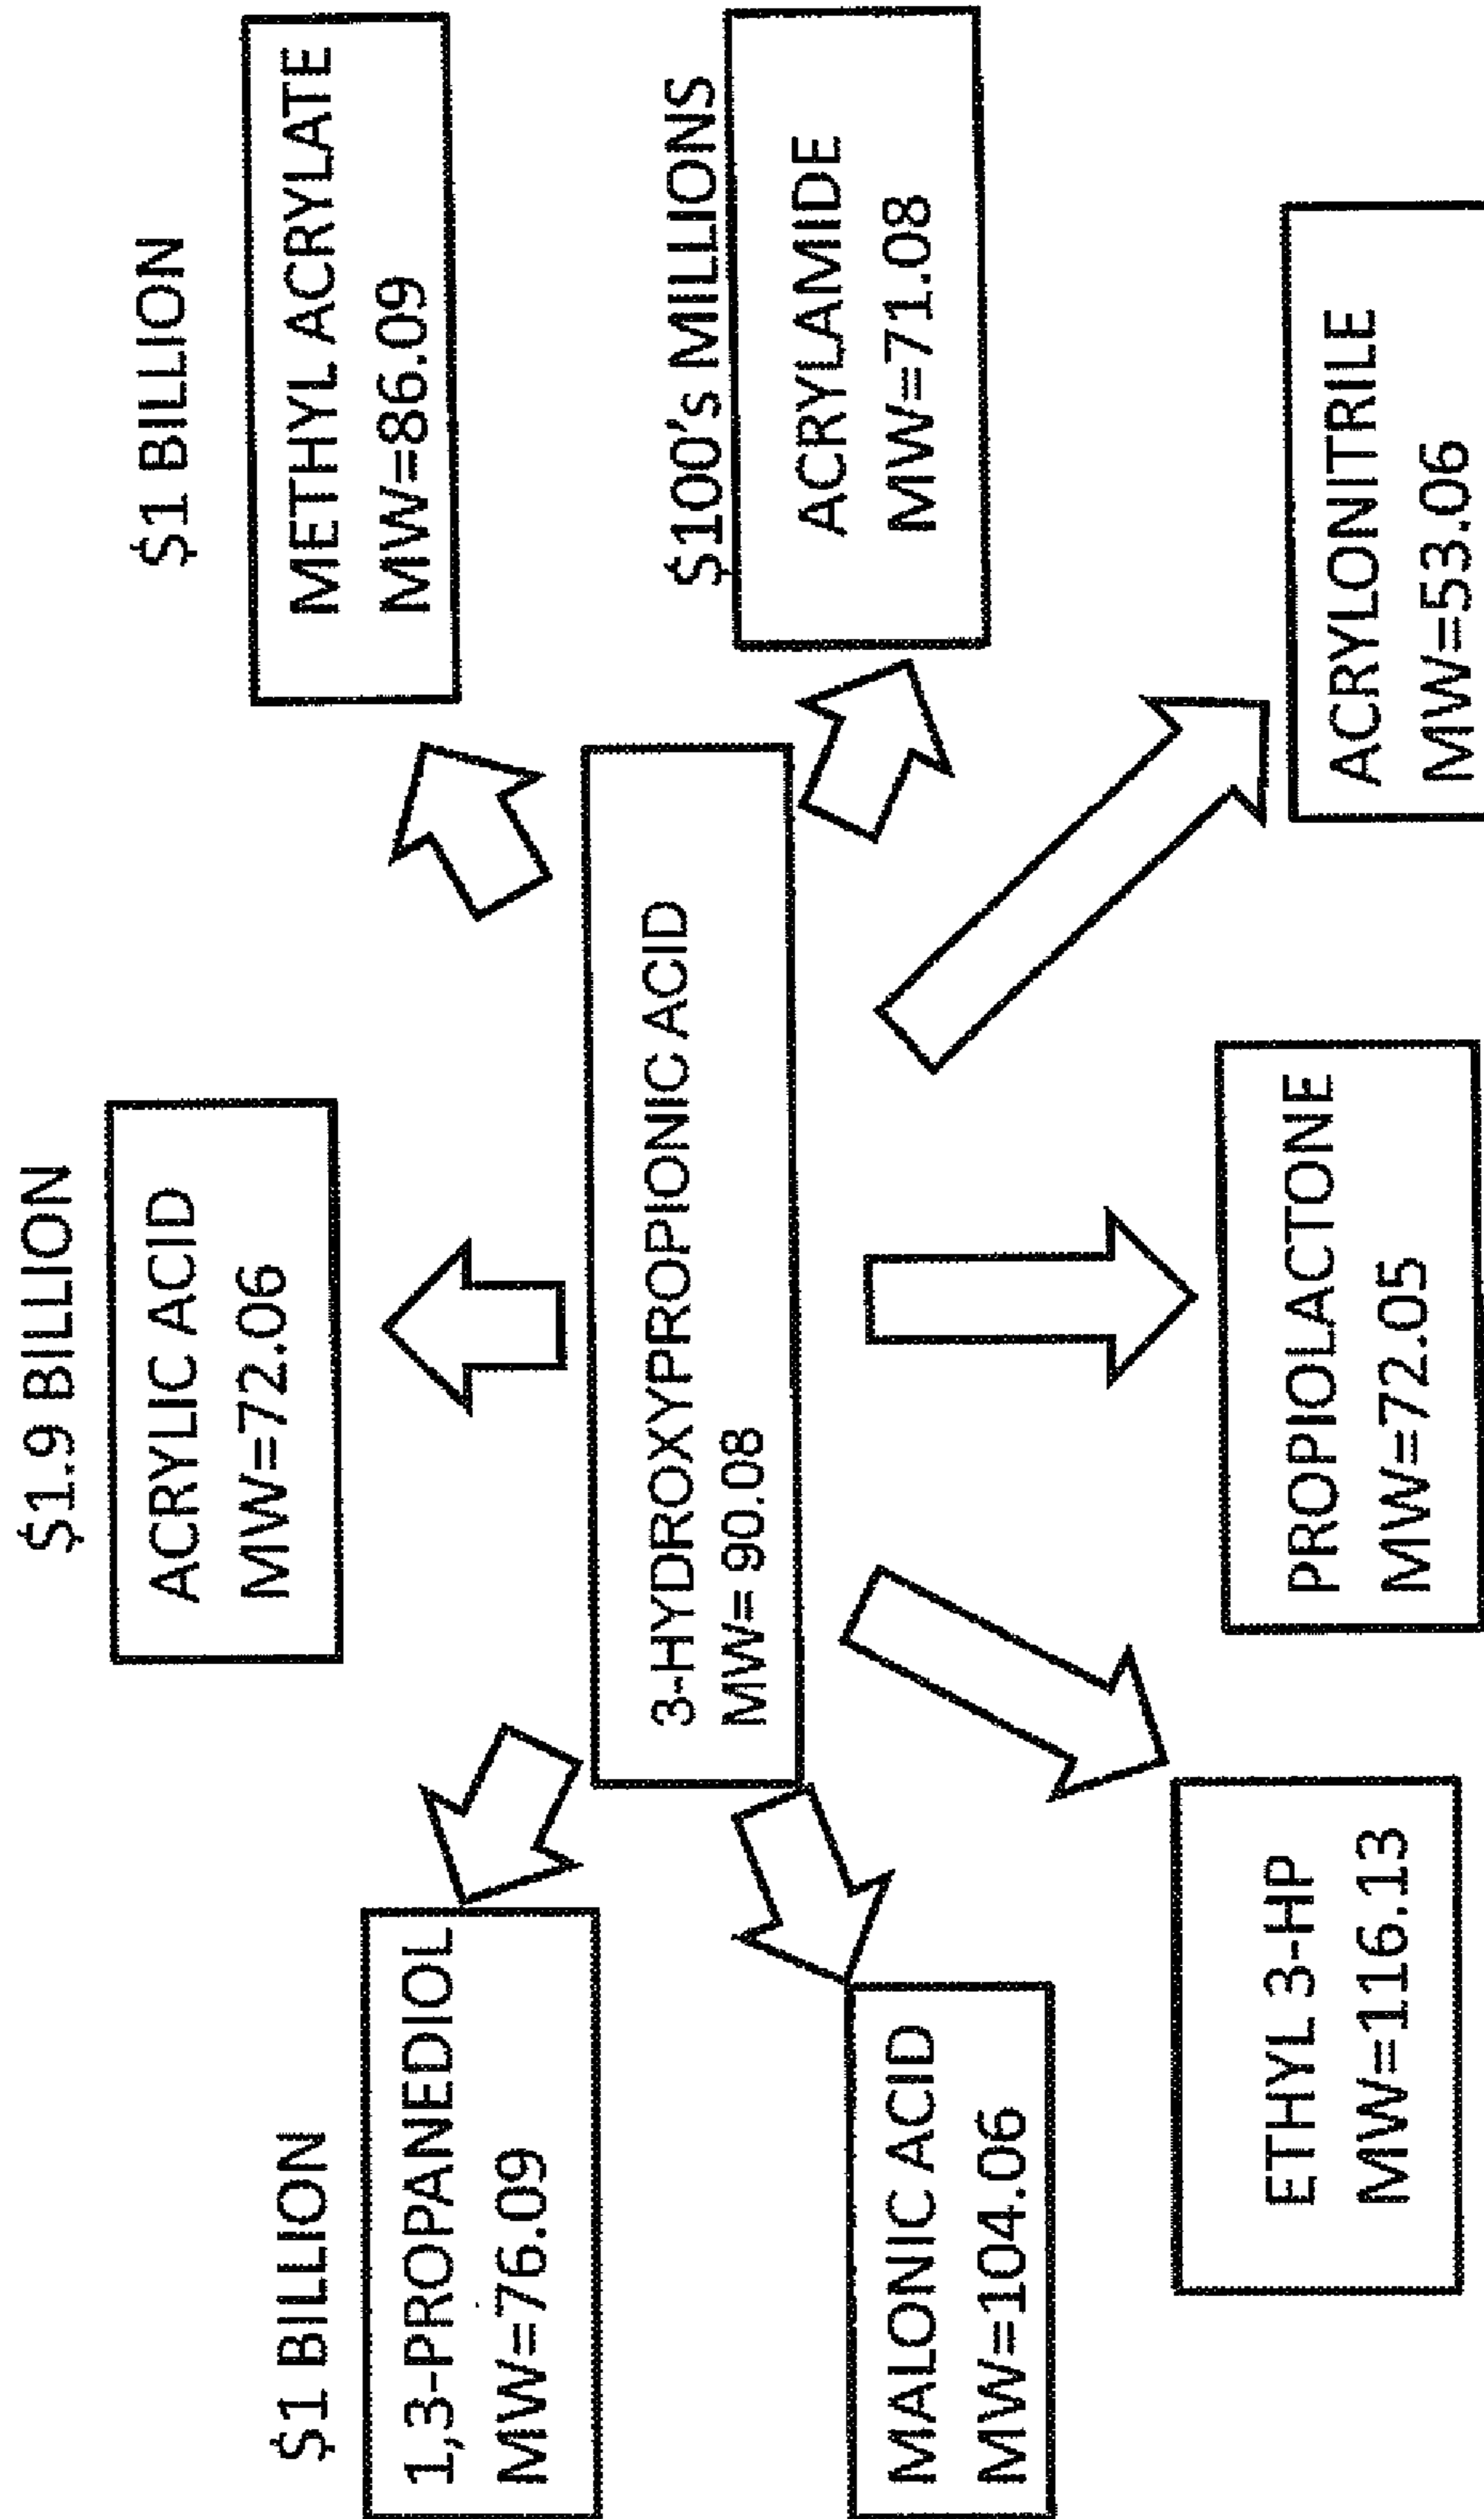 $1.9 BILLION
ACRYLIC ACID
MW=72.06
$1 BILLION
METHYL ACRYLATE
MW=86.09
$1 BILLION
1,3-PROPANEDIOL
MW=76.09
3-HYDROXYPROPIONIC ACID
MW= 90.08
$100's MILLIONS
ACRYLAMIDE
MW=71.08
MALONIC ACID
MW=104.06
ETHYL 3-HP
MW=116.13
PROPIOLACTONE
MW=72.05
ACRYLONITRILE
MW=53.06